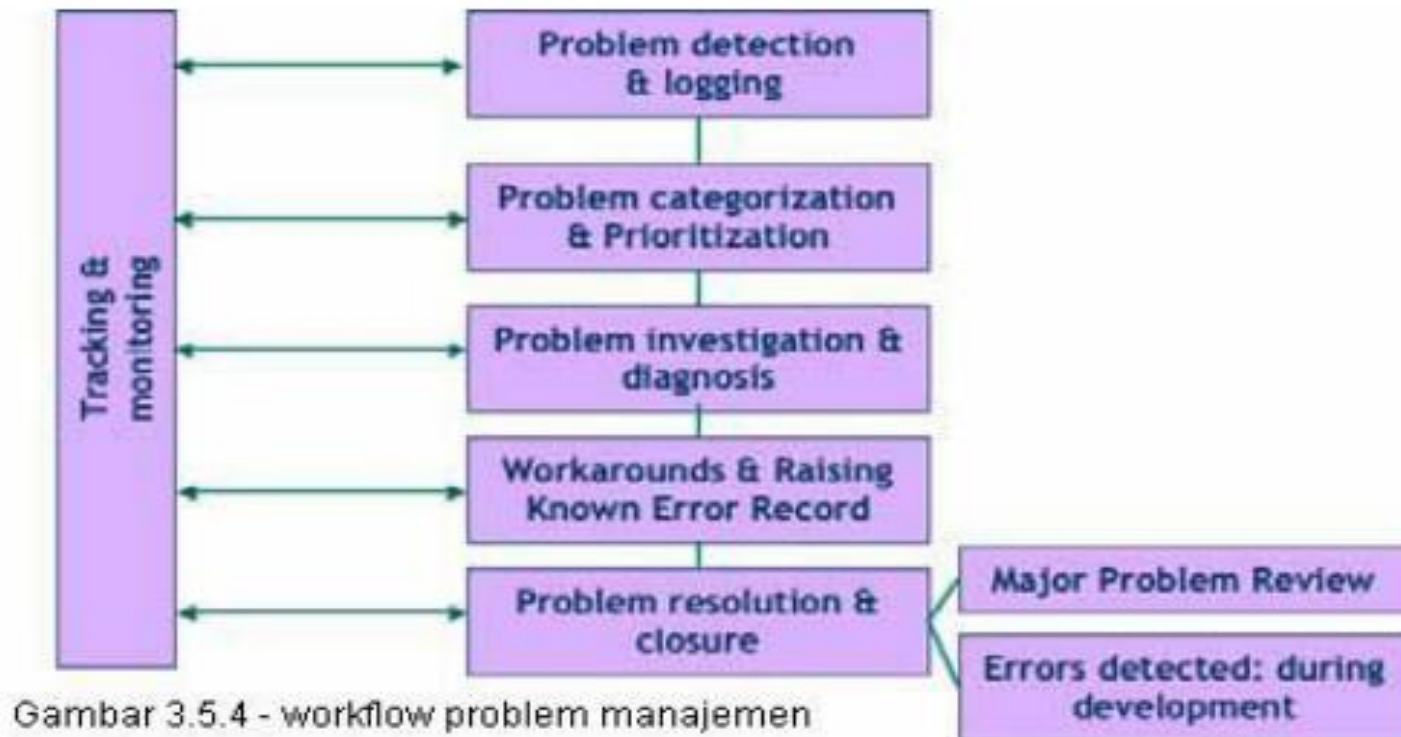 Tracking &
monitoring
Problem detection
& logging
Problem categorization
& Prioritization
Problem investigation &
diagnosis
Workarounds & Raising
Known Error Record
Problem resolution &
closure
Major Problem Review
Errors detected: during
development
Gambar 3.5.4 - workflow problem manajemen